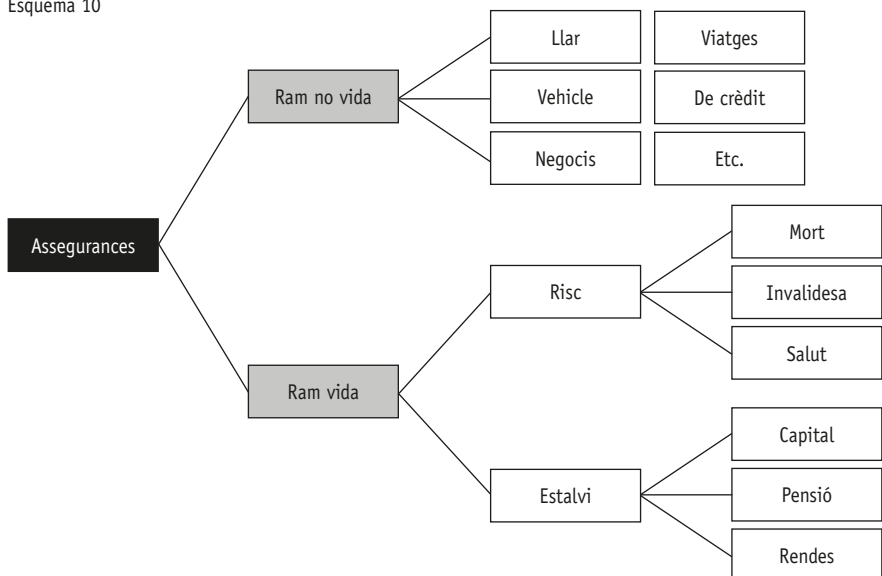 Esquema 10
Assegurances
Ram no vida
Llar
Viatges
Vehicle
De crèdit
Negocis
Etc.
Ram vida
Risc
Mort
Invalidesa
Salut
Estalvi
Capital
Pensió
Rendes